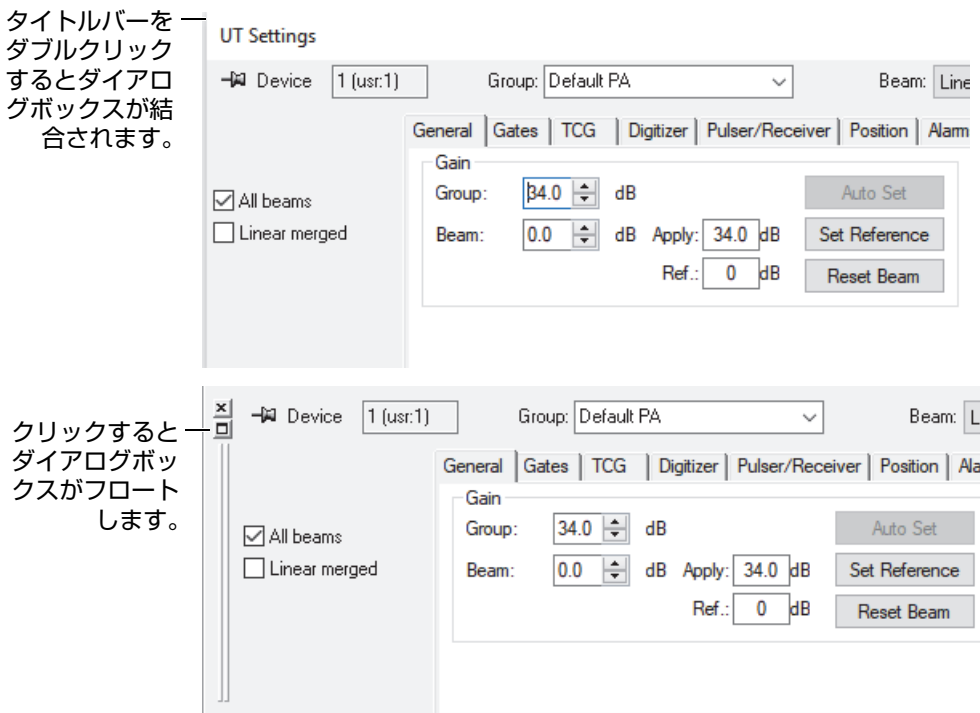 タイトルバーを
ダブルクリック
するとダイアロ
グボックスが結
合されます。
UT Settings
Device 1 (usr:1) Group: Default PA Beam: Line
General Gates TCG Digitizer Pulser/Receiver Position Alarm
Gain
Group: 34.0 dB Auto Set
All beams
Beam: 0.0 dB Apply: 34.0 dB Set Reference
Linear merged
Ref.: 0 dB Reset Beam
クリックすると
ダイアログボッ
クスがフロート
します。
Device 1 (usr:1) Group: Default PA Beam: L
General Gates TCG Digitizer Pulser/Receiver Position Ala
Gain
Group: 34.0 dB Auto Set
All beams
Beam: 0.0 dB Apply: 34.0 dB Set Reference
Linear merged
Ref.: 0 dB Reset Beam